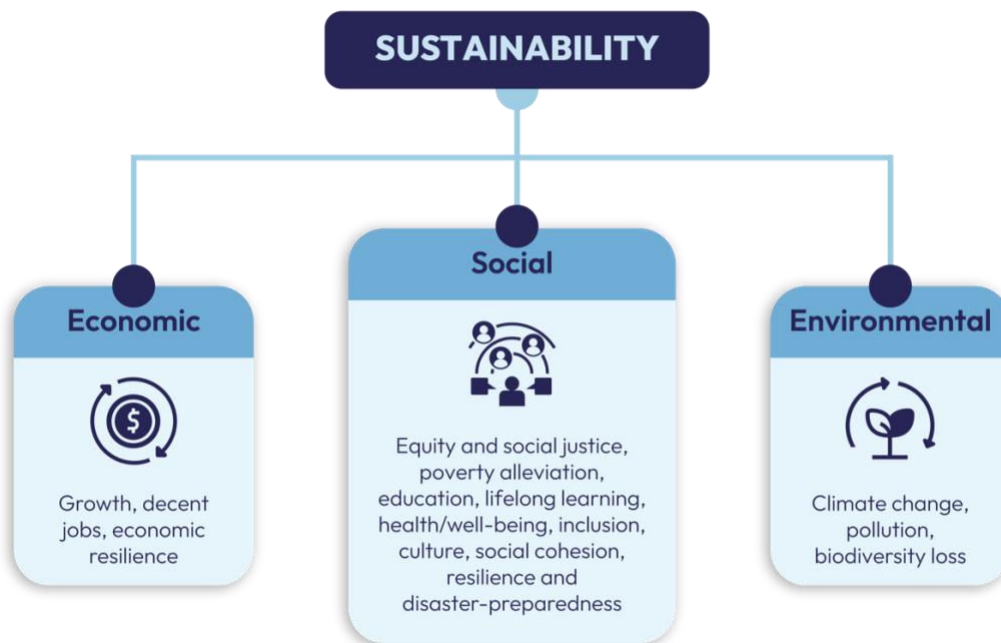 SUSTAINABILITY
Economic
$
Growth, decent
jobs, economic
resilience
Social
Equity and social justice,
poverty alleviation,
education, lifelong learning,
health/well-being, inclusion,
culture, social cohesion,
resilience and
disaster-preparedness
Environmental
Climate change,
pollution,
biodiversity loss